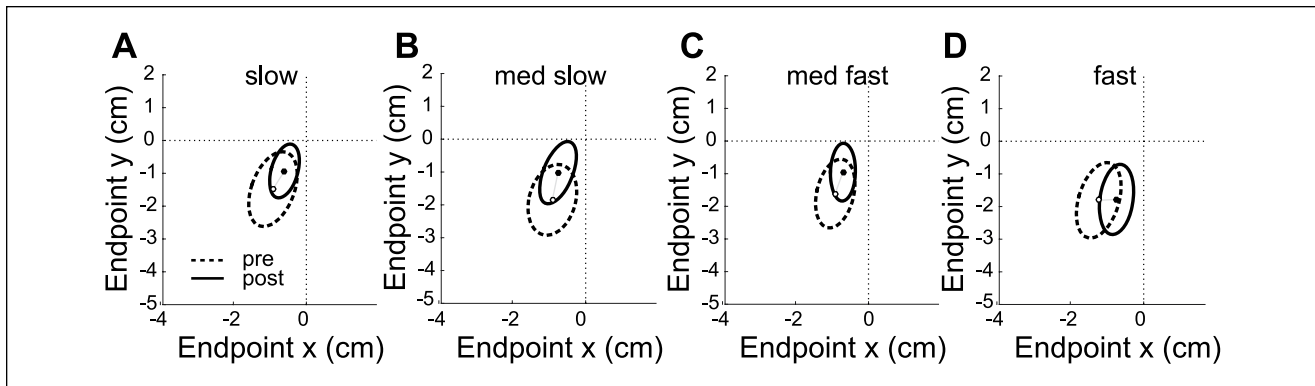 A B C D
slow med slow med fast fast
Endpoint y (cm) Endpoint y (cm) Endpoint y (cm) Endpoint y (cm)
2 2 2 2
1 1 1 1
0 0 0 0
-1 -1 -1 -1
-2 -2 -2 -2
-3 -3 -3 -3
-4 -4 -4 -4
-5 -5 -5 -5
pre
post
-4 -2 0 -4 -2 0 -4 -2 0 -4 -2 0
Endpoint x (cm) Endpoint x (cm) Endpoint x (cm) Endpoint x (cm)